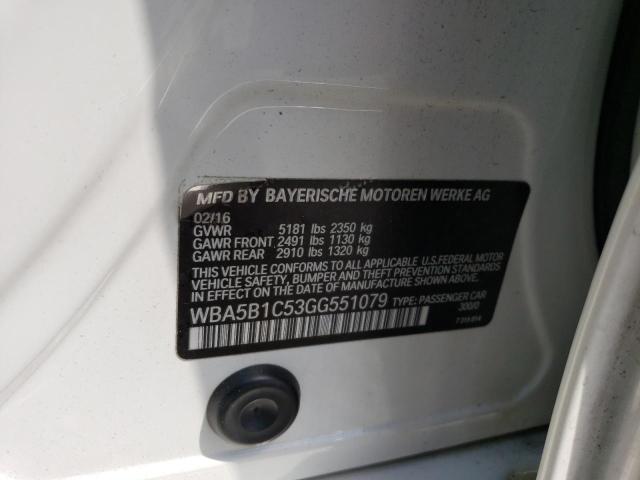 MFD BY BAYERISCHE MOTOREN WERKE AG
02/16
GVWR 5181 lbs 2350 kg
GAWR FRONT 2491 lbs 1130 kg
GAWR REAR 2910 lbs 1320 kg
THIS VEHICLE CONFORMS TO ALL APPLICABLE U.S. FEDERAL MOTOR
VEHICLE SAFETY, BUMPER AND THEFT PREVENTION STANDARDS
IN EFFECT ON THE DATE OF MANUFACTURE SHOWN ABOVE.
WBA5B1C53GG551079 TYPE: PASSENGER CAR
300/0